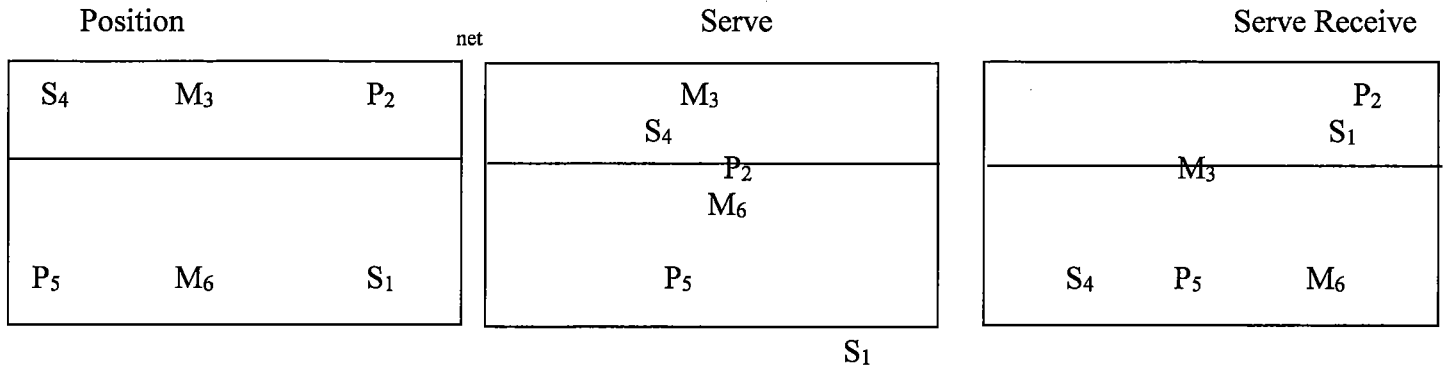 Position Serve Serve Receive
net
S₄ M₃ P₂ M₃ P₂
S₄ S₁
P₂ M₃
M₆
P₅ M₆ S₁ P₅ S₄ P₅ M₆
S₁